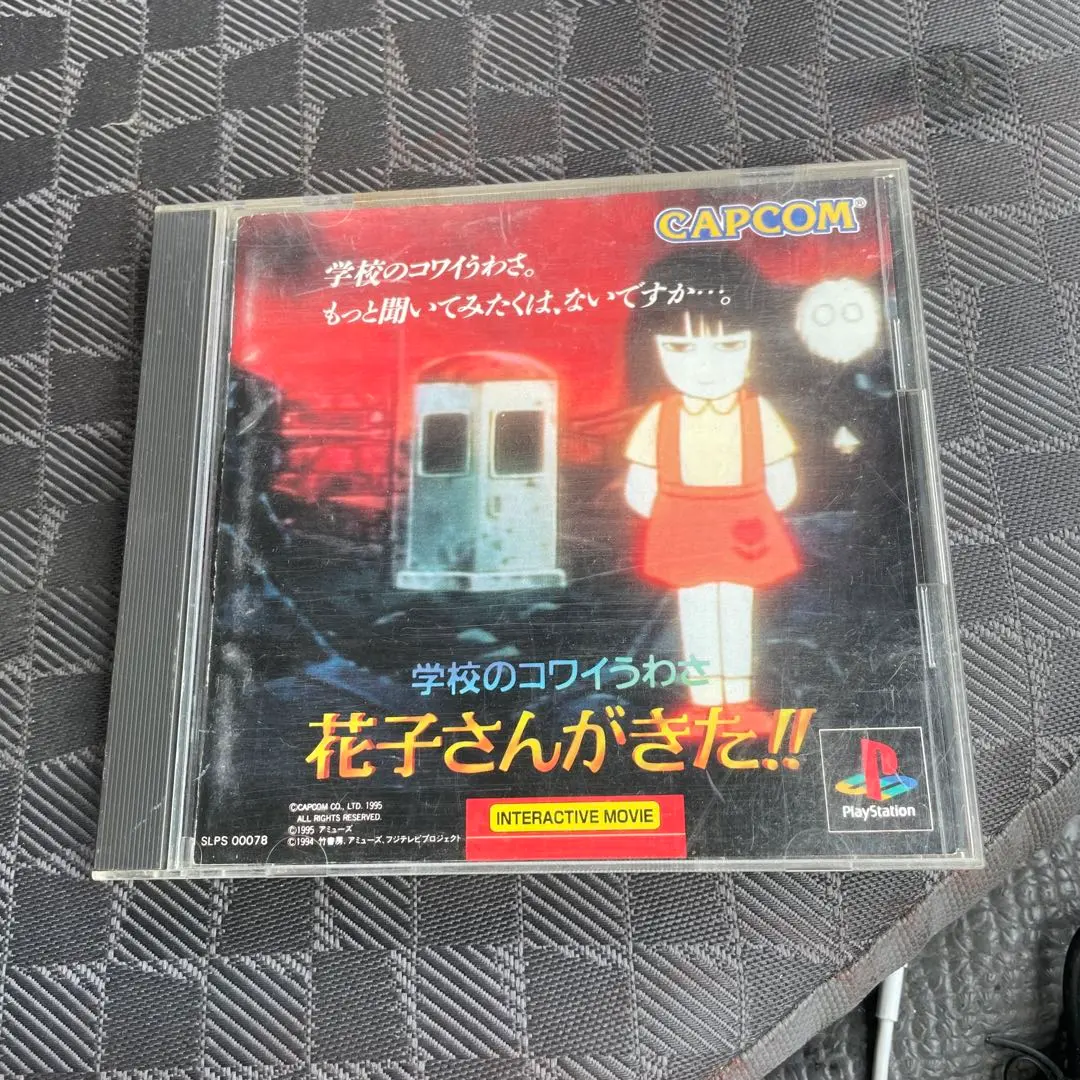 CAPCOM®
学校のコワイうわさ。
もっと聞いてみたくは、ないですか…。
学校のコワイうわさ
花子さんがきた!!
©CAPCOM CO., LTD. 1995
ALL RIGHTS RESERVED.
©1995 アミューズ
©1994 竹書房、アミューズ、フジテレビプロジェクト
SLPS 00078
INTERACTIVE MOVIE
PlayStation